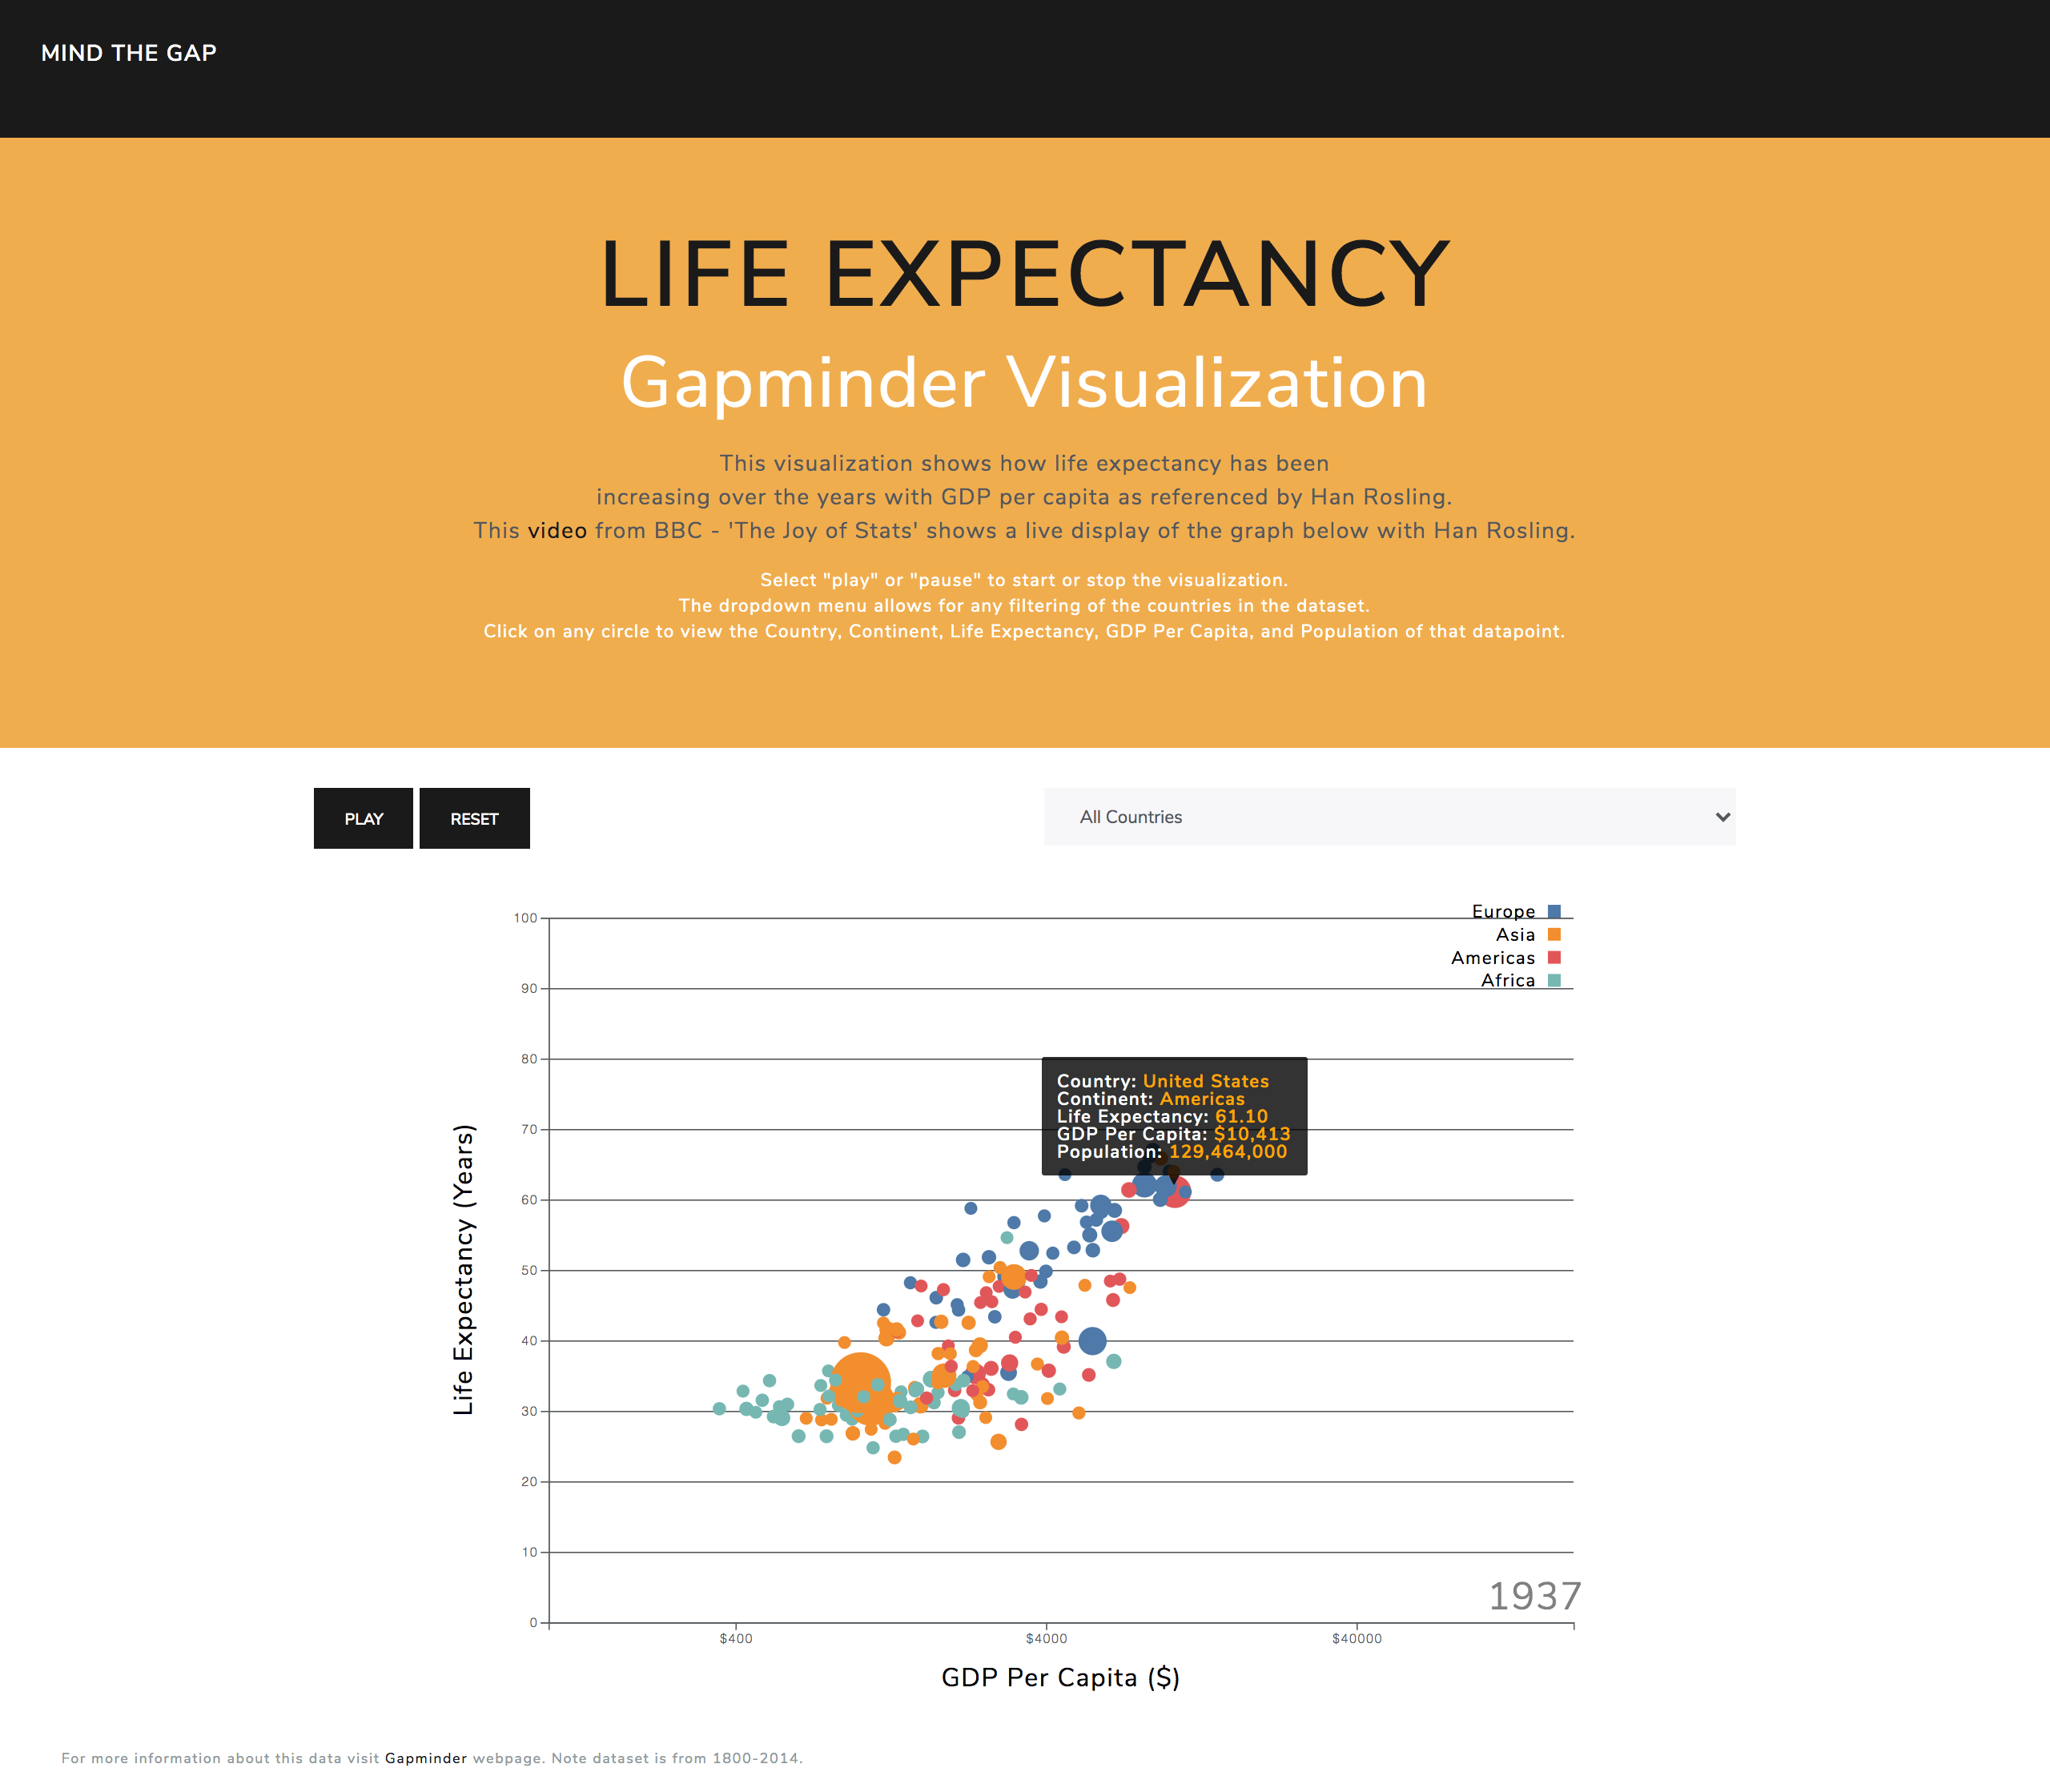 MIND THE GAP
LIFE EXPECTANCY
Gapminder Visualization
This visualization shows how life expectancy has been
increasing over the years with GDP per capita as referenced by Han Rosling.
This video from BBC - 'The Joy of Stats' shows a live display of the graph below with Han Rosling.
Select "play" or "pause" to start or stop the visualization.
The dropdown menu allows for any filtering of the countries in the dataset.
Click on any circle to view the Country, Continent, Life Expectancy, GDP Per Capita, and Population of that datapoint.
PLAY
RESET
All Countries
Europe
Asia
Americas
Africa
100
90
80
70
60
50
40
30
20
10
0
Life Expectancy (Years)
Country: United States
Continent: Americas
Life Expectancy: 61.10
GDP Per Capita: $10,413
Population: 129,464,000
1937
$400
$4000
$40000
GDP Per Capita ($)
For more information about this data visit Gapminder webpage. Note dataset is from 1800-2014.